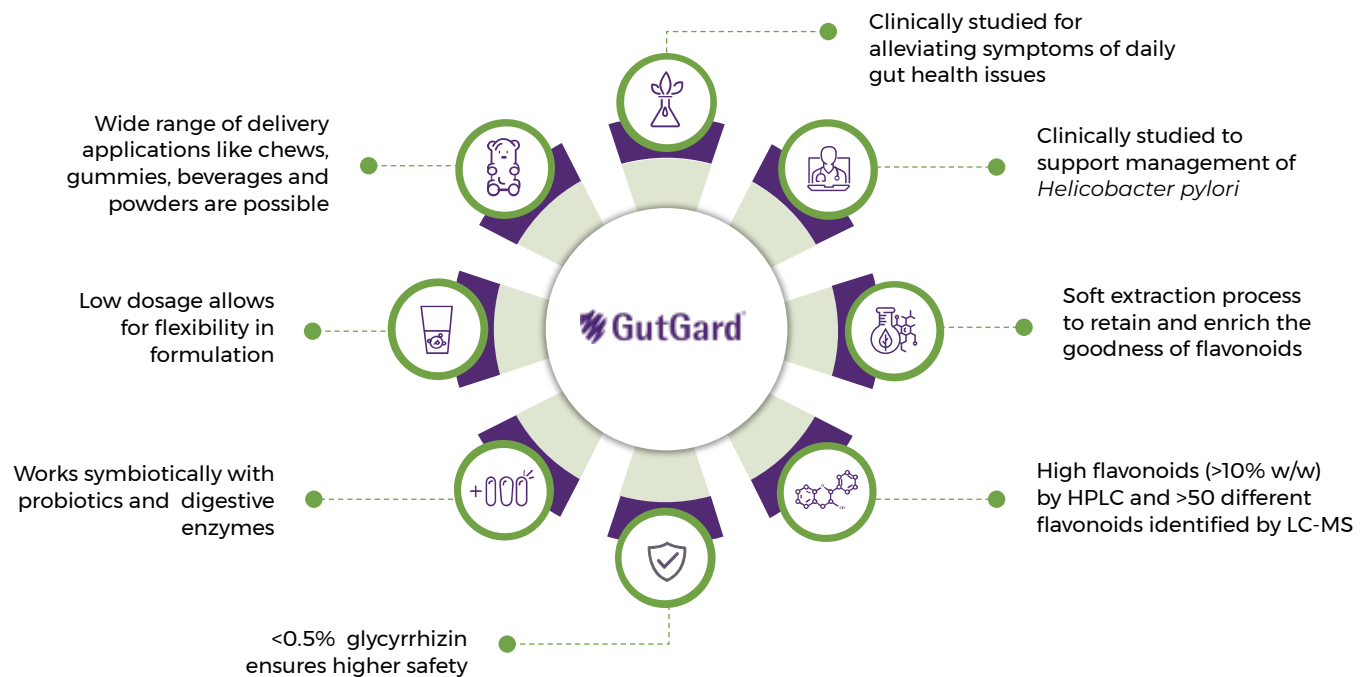 Clinically studied for
alleviating symptoms of daily
gut health issues
Clinically studied to
support management of
Helicobacter pylori
Soft extraction process
to retain and enrich the
goodness of flavonoids
High flavonoids (>10% w/w)
by HPLC and >50 different
flavonoids identified by LC-MS
<0.5% glycyrrhizin
ensures higher safety
Works symbiotically with
probiotics and digestive
enzymes
Low dosage allows
for flexibility in
formulation
Wide range of delivery
applications like chews,
gummies, beverages and
powders are possible
GutGard®